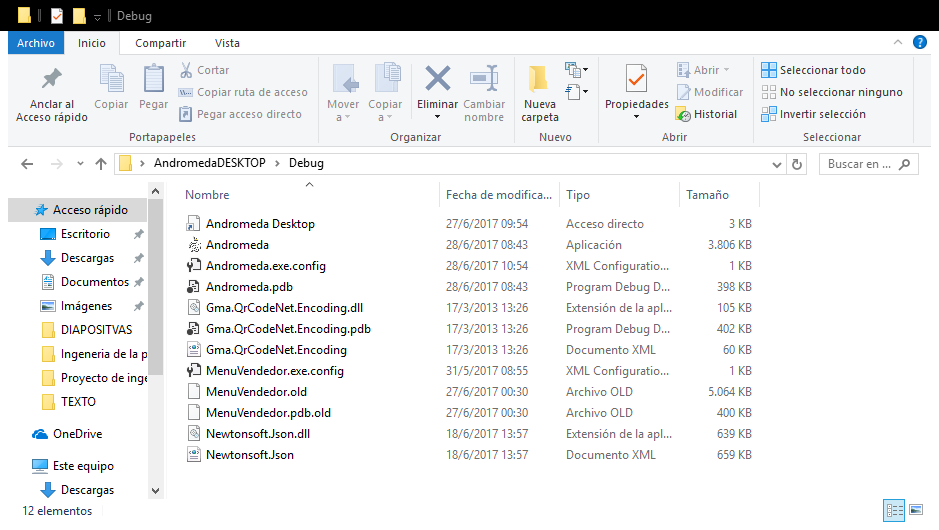 Debug
Archivo Inicio Compartir Vista
Anclar al Acceso rápido
Copiar
Pegar
Cortar
Copiar ruta de acceso
Pegar acceso directo
Portapapeles
Mover a
Copiar a
Eliminar
Cambiar nombre
Organizar
Nueva carpeta
Nuevo
Propiedades
Abrir
Modificar
Historial
Abrir
Seleccionar todo
No seleccionar ninguno
Invertir selección
Seleccionar
AndromedaDESKTOP > Debug
Buscar en ...
Acceso rápido
Escritorio
Descargas
Documentos
Imágenes
DIAPOSITVAS
Ingeniera de la p
Proyecto de inge
TEXTO
OneDrive
Este equipo
Descargas
Nombre Fecha de modifica... Tipo Tamaño
Andromeda Desktop 27/6/2017 09:54 Acceso directo 3 KB
Andromeda 28/6/2017 08:43 Aplicación 3.806 KB
Andromeda.exe.config 28/6/2017 10:54 XML Configuratio... 1 KB
Andromeda.pdb 28/6/2017 08:43 Program Debug D... 398 KB
Gma.QrCodeNet.Encoding.dll 17/3/2013 13:26 Extensión de la apl... 105 KB
Gma.QrCodeNet.Encoding.pdb 17/3/2013 13:26 Program Debug D... 402 KB
Gma.QrCodeNet.Encoding 17/3/2013 13:26 Documento XML 60 KB
MenuVendedor.exe.config 31/5/2017 08:55 XML Configuratio... 1 KB
MenuVendedor.old 27/6/2017 00:30 Archivo OLD 5.064 KB
MenuVendedor.pdb.old 27/6/2017 00:30 Archivo OLD 400 KB
Newtonsoft.Json.dll 18/6/2017 13:57 Extensión de la apl... 639 KB
Newtonsoft.Json 18/6/2017 13:57 Documento XML 659 KB
12 elementos